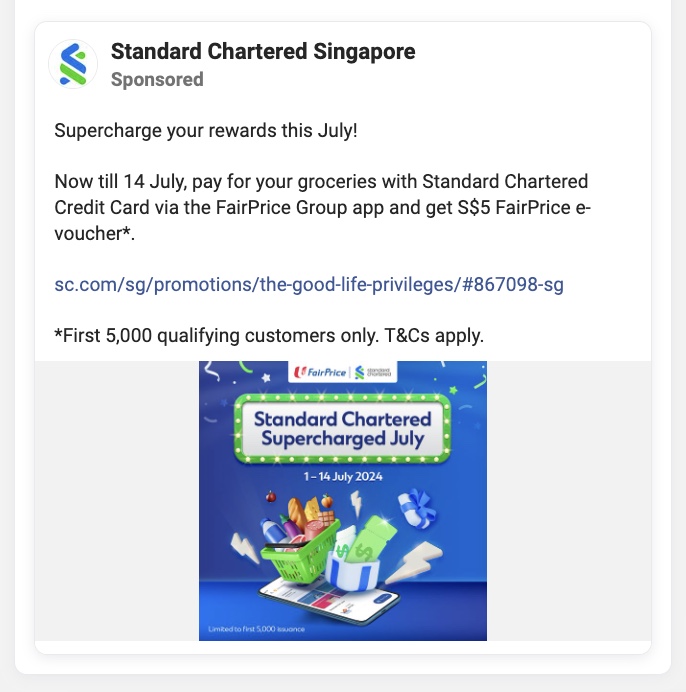 Standard Chartered Singapore
Sponsored
Supercharge your rewards this July!
Now till 14 July, pay for your groceries with Standard Chartered
Credit Card via the FairPrice Group app and get S$5 FairPrice e-
voucher*.
sc.com/sg/promotions/the-good-life-privileges/#867098-sg
*First 5,000 qualifying customers only. T&Cs apply.
FairPrice
standard
chartered
Standard Chartered
Supercharged July
1 – 14 July 2024
$ $
Limited to first 5,000 issuance